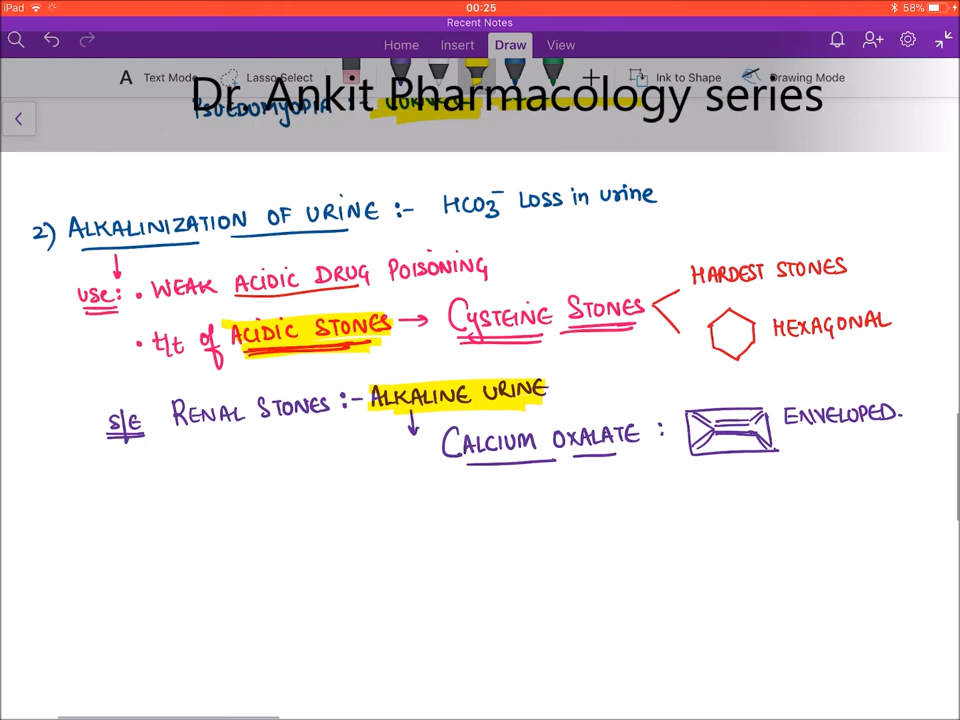 iPad 00:25 58%
Recent Notes
Home Insert Draw View
A Text Mode Lasso Select Ink to Shape Drawing Mode
Dr. Ankit Pharmacology series
PSUEDOMYOPIA
2) ALKALINIZATION OF URINE :- HCO3⁻ LOSS in urine
use: • WEAK ACIDIC DRUG POISONING
• t/t of ACIDIC STONES → CYSTEINE STONES
HARDEST STONES
HEXAGONAL
S/E RENAL STONES :- ALKALINE URINE
CALCIUM OXALATE : ENVELOPED.